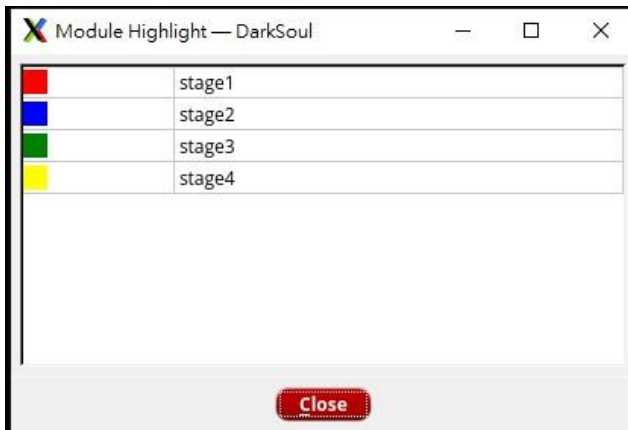 Module Highlight — DarkSoul
stage1
stage2
stage3
stage4
Close